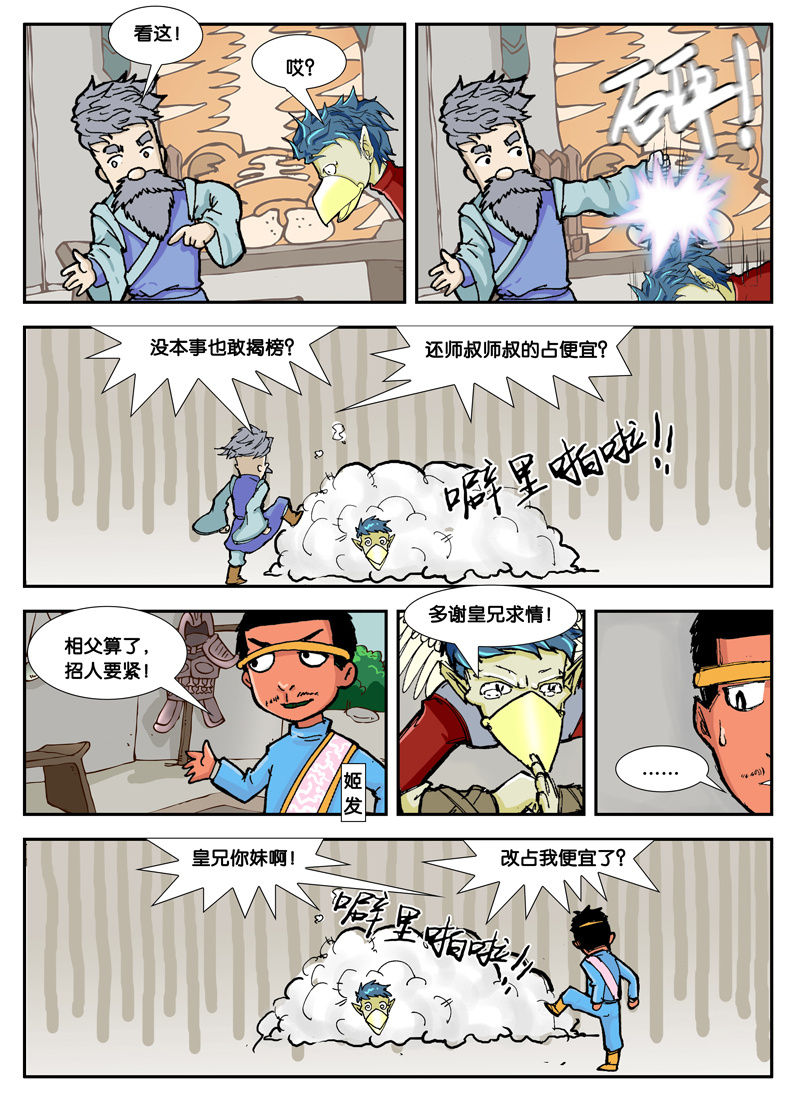 看这！
哎？
砰！
没本事也敢揭榜？
还师叔师叔的占便宜？
噼里啪啦！！
相父算了，
招人要紧！
姬发
多谢皇兄求情！
……
皇兄你妹啊！
改占我便宜了？
噼里啪啦！！